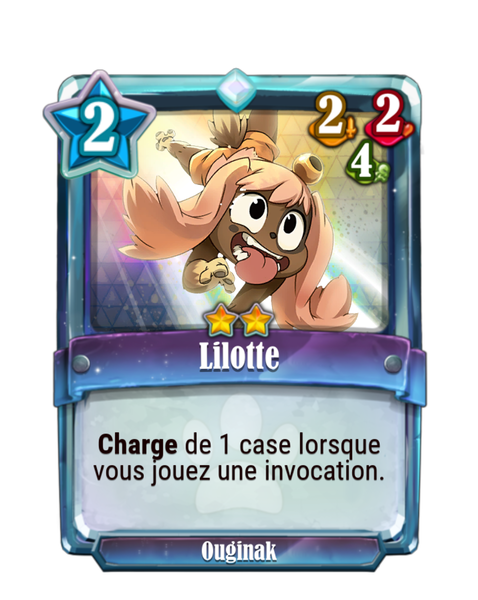 2
2 2
4
Lilotte
Charge de 1 case lorsque
vous jouez une invocation.
Ouginak